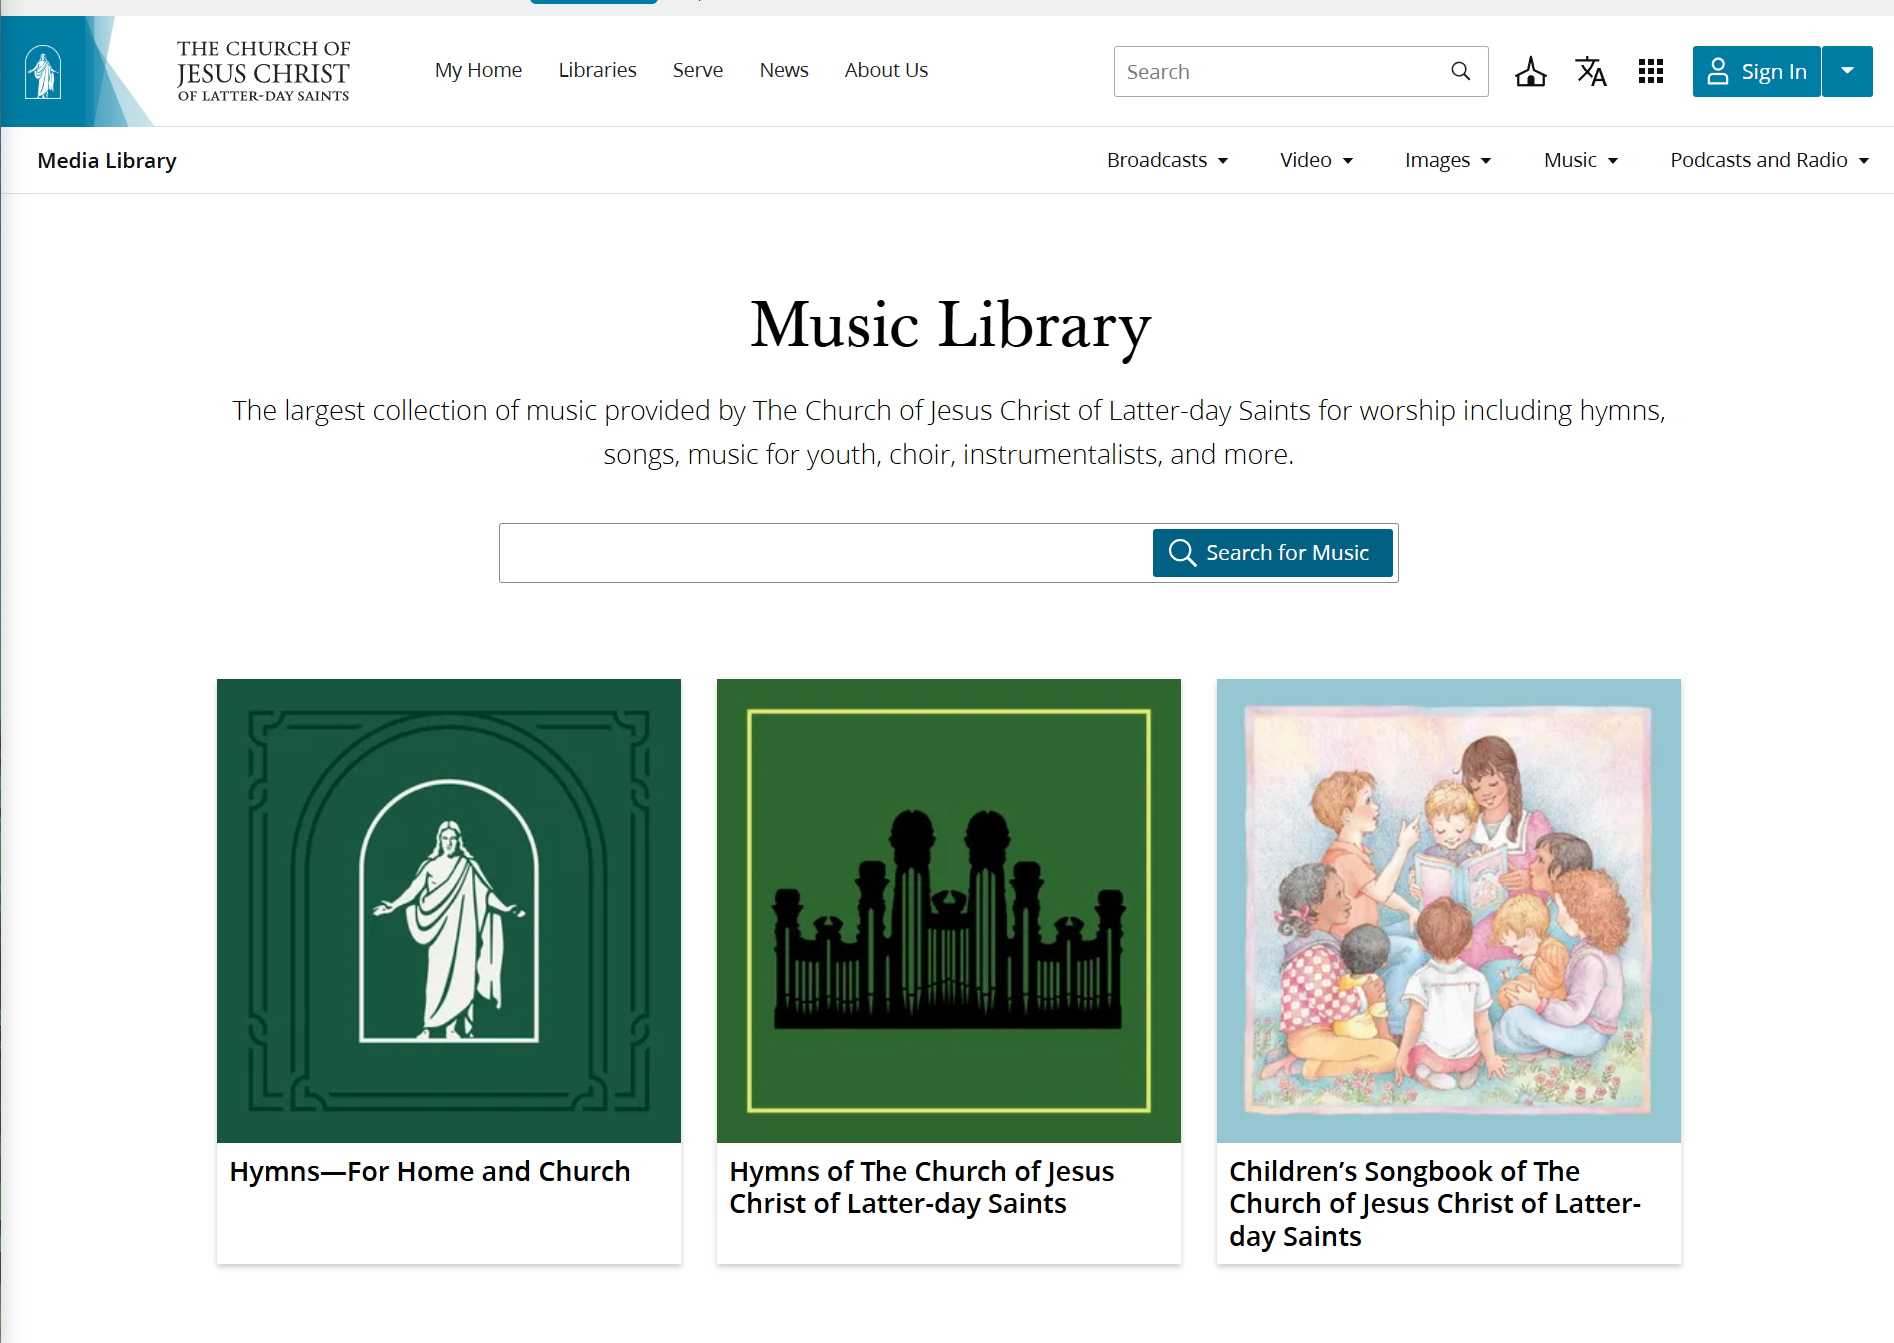 THE CHURCH OF
JESUS CHRIST
OF LATTER-DAY SAINTS
My Home
Libraries
Serve
News
About Us
Search
Sign In
Media Library
Broadcasts
Video
Images
Music
Podcasts and Radio
Music Library
The largest collection of music provided by The Church of Jesus Christ of Latter-day Saints for worship including hymns,
songs, music for youth, choir, instrumentalists, and more.
Search for Music
Hymns—For Home and Church
Hymns of The Church of Jesus
Christ of Latter-day Saints
Children’s Songbook of The
Church of Jesus Christ of Latter-
day Saints